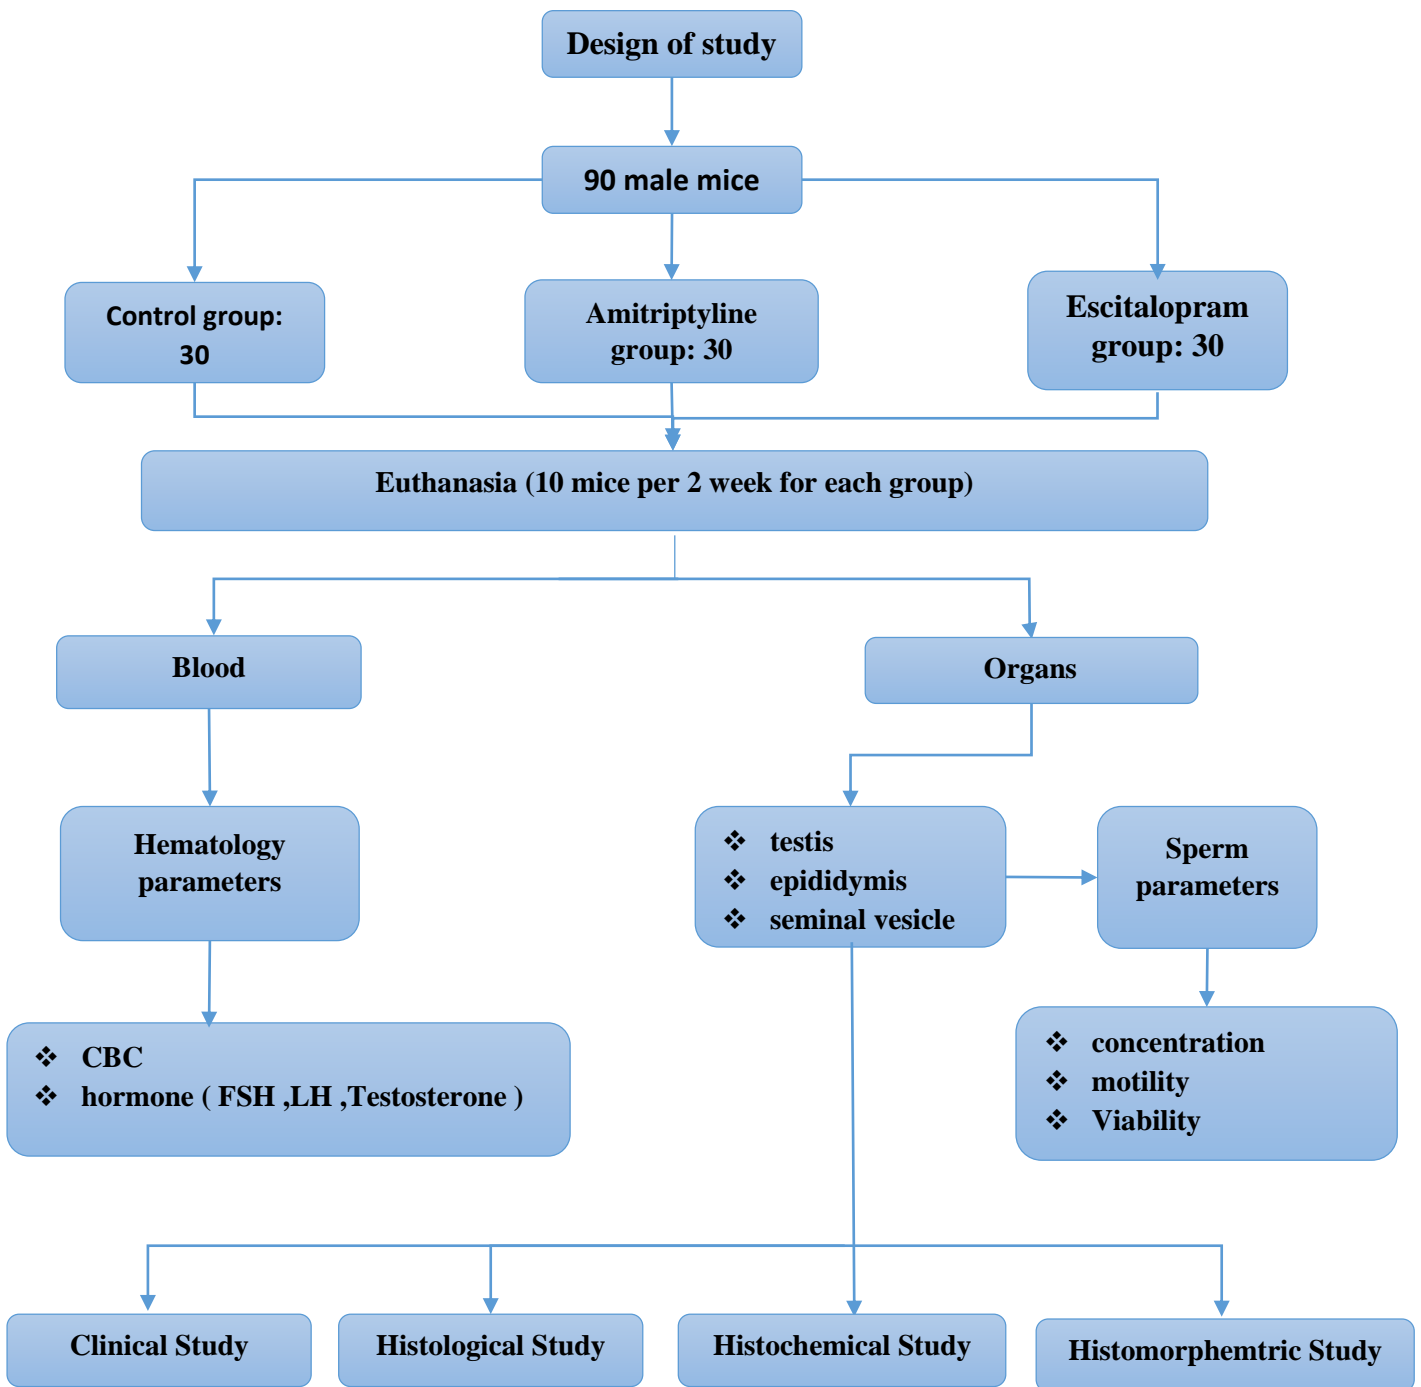 Design of study
90 male mice
Control group:
30
Amitriptyline
group: 30
Escitalopram
group: 30
Euthanasia (10 mice per 2 week for each group)
Blood
Organs
Hematology
parameters
❖ testis
❖ epididymis
❖ seminal vesicle
Sperm
parameters
❖ CBC
❖ hormone ( FSH ,LH ,Testosterone )
❖ concentration
❖ motility
❖ Viability
Clinical Study
Histological Study
Histochemical Study
Histomorphemtric Study